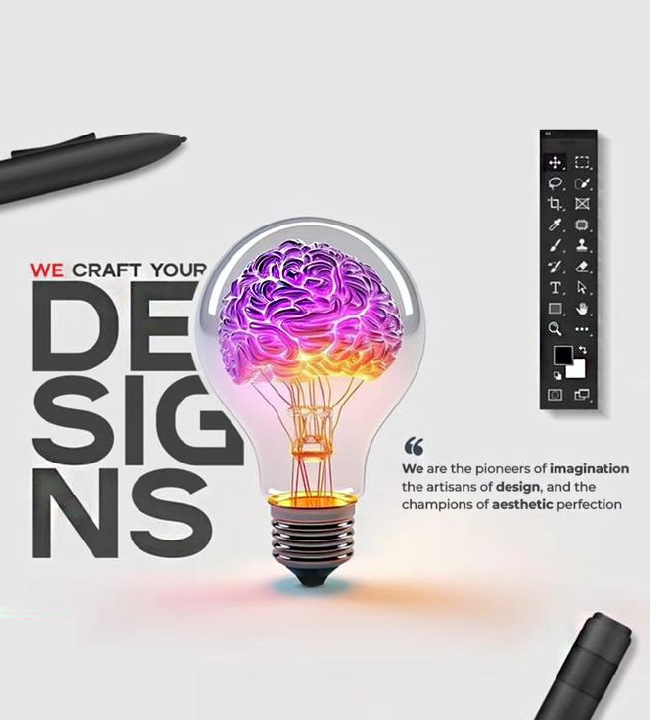 WE CRAFT YOUR
DE
SIG
NS
We are the pioneers of imagination
the artisans of design, and the
champions of aesthetic perfection